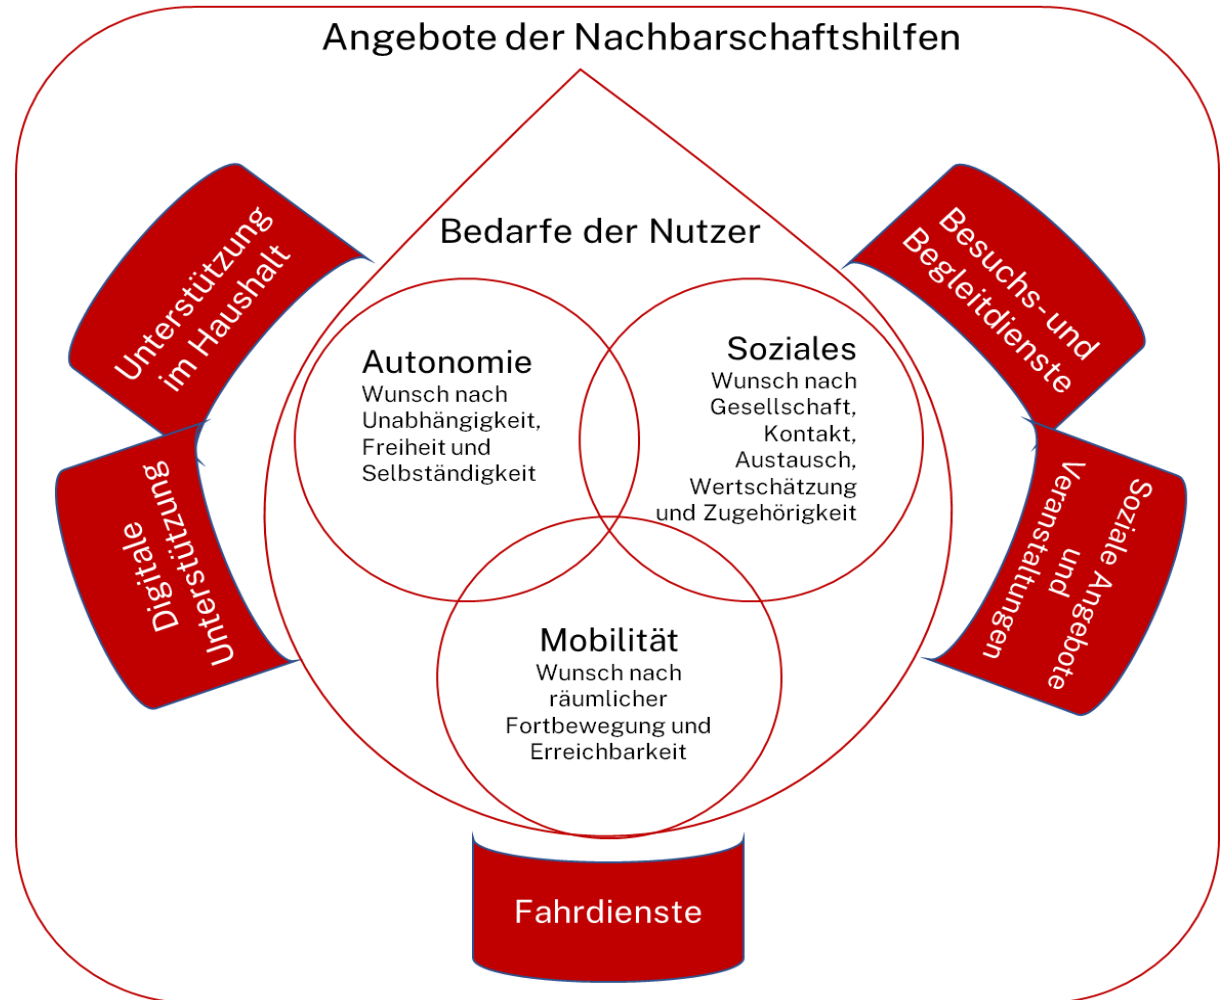 Angebote der Nachbarschaftshilfen
Bedarfe der Nutzer
Unterstützung
im Haushalt
Besuchs- und
Begleitdienste
Autonomie
Wunsch nach
Unabhängigkeit,
Freiheit und
Selbständigkeit
Soziales
Wunsch nach
Gesellschaft,
Kontakt,
Austausch,
Wertschätzung
und Zugehörigkeit
Digitale
Unterstützung
Soziale Angebote
und
Veranstaltungen
Mobilität
Wunsch nach
räumlicher
Fortbewegung und
Erreichbarkeit
Fahrdienste